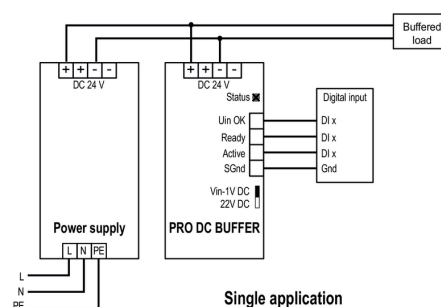 Buffered
load
+ + - -
DC 24 V
+ + - -
DC 24 V
Status
Digital input
Uin OK
DI x
Ready
DI x
Active
DI x
SGnd
Gnd
Vin-1V DC
22V DC
Power supply
PRO DC BUFFER
L N PE
L
N
PE
Single application